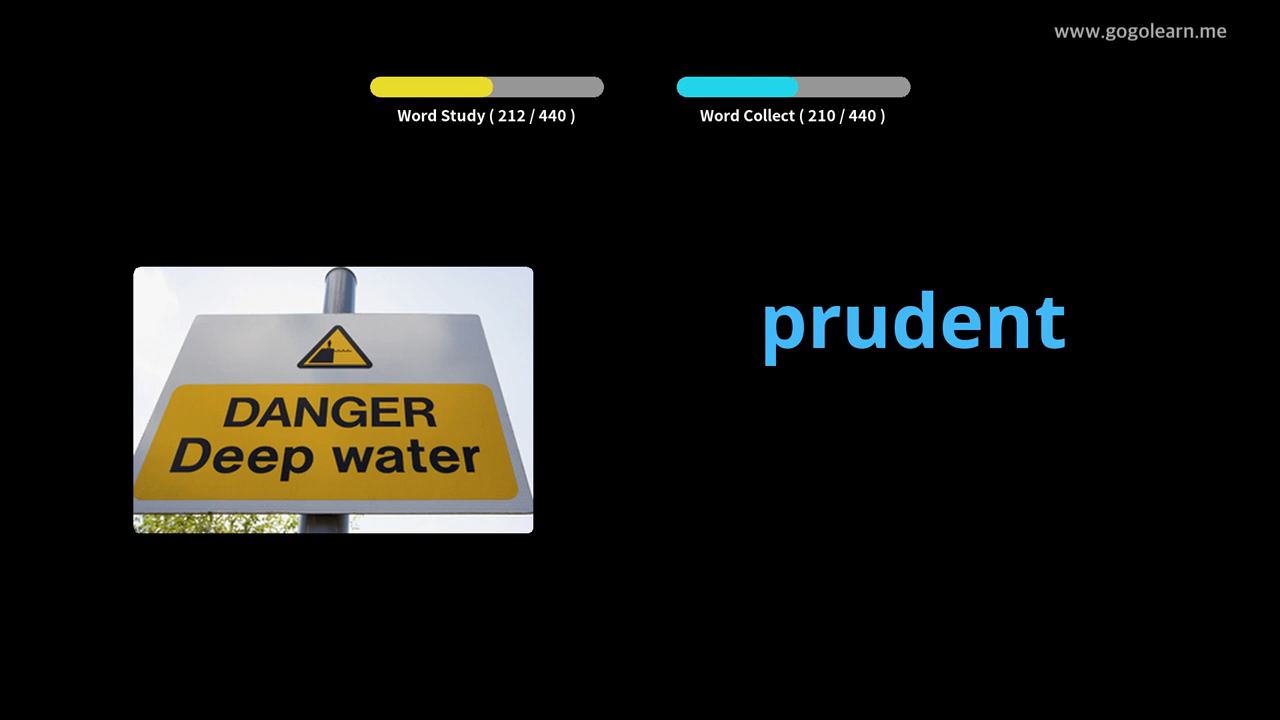 www.gogolearn.me
Word Study ( 212 / 440 )
Word Collect ( 210 / 440 )
prudent
DANGER
Deep water